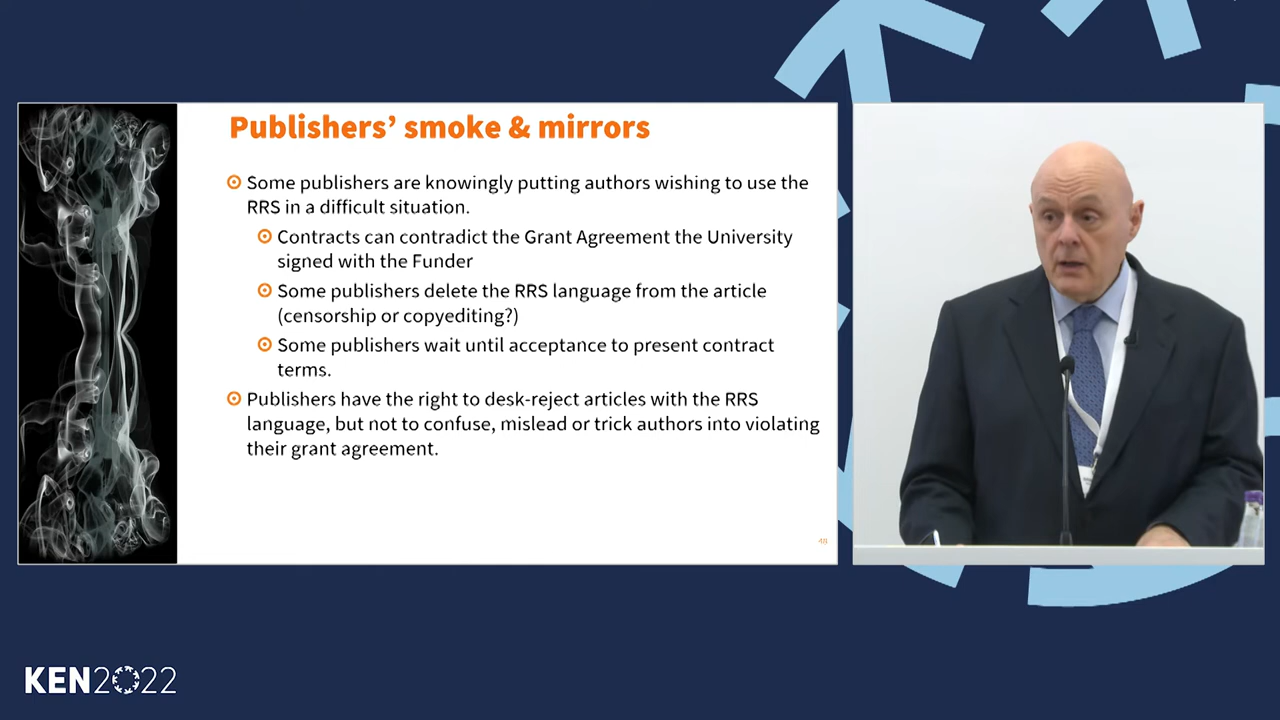 Publishers’ smoke & mirrors
Some publishers are knowingly putting authors wishing to use the
RRS in a difficult situation.
Contracts can contradict the Grant Agreement the University
signed with the Funder
Some publishers delete the RRS language from the article
(censorship or copyediting?)
Some publishers wait until acceptance to present contract
terms.
Publishers have the right to desk-reject articles with the RRS
language, but not to confuse, mislead or trick authors into violating
their grant agreement.
48
KEN2022